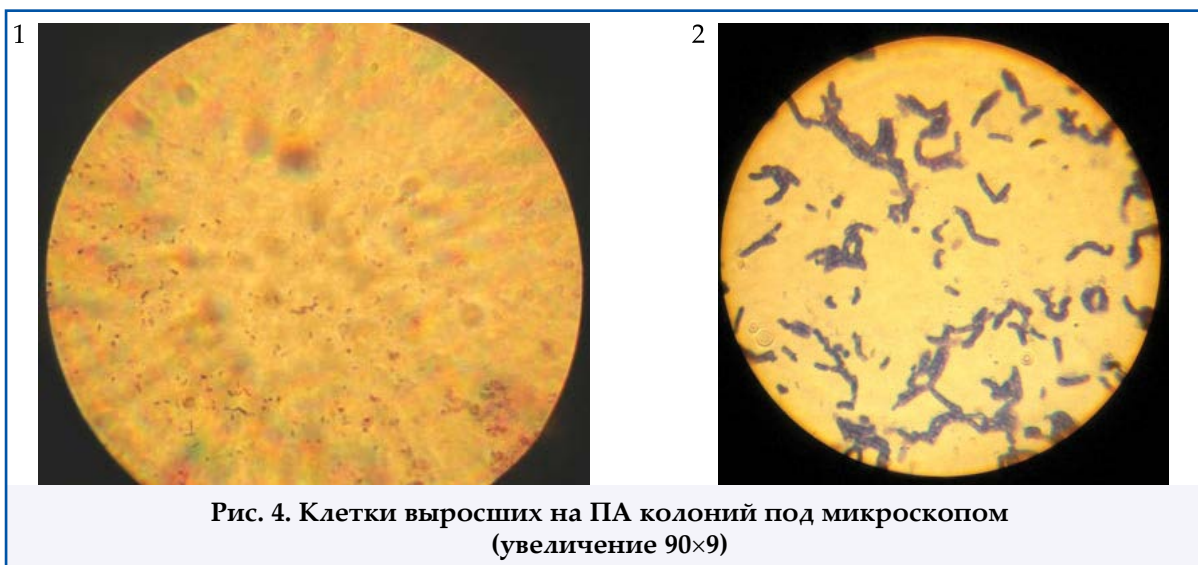 1
2
Рис. 4. Клетки выросших на ПА колоний под микроскопом
(увеличение 90×9)